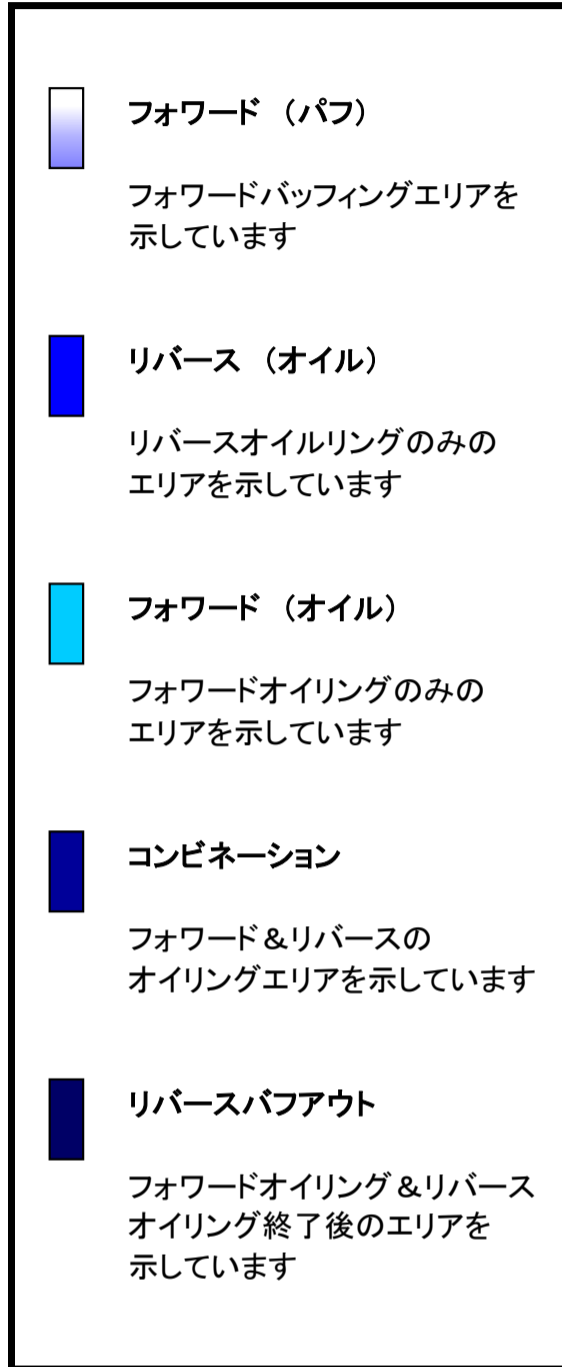 フォワード （パフ）
フォワードバッフィングエリアを
示しています
リバース （オイル）
リバースオイルリングのみの
エリアを示しています
フォワード （オイル）
フォワードオイリングのみの
エリアを示しています
コンビネーション
フォワード＆リバースの
オイリングエリアを示しています
リバースバフアウト
フォワードオイリング＆リバース
オイリング終了後のエリアを
示しています